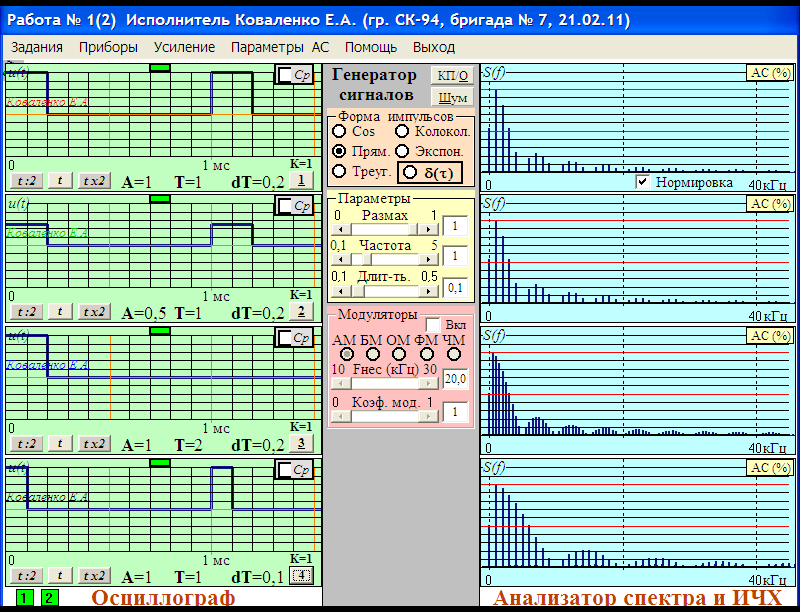 Работа № 1(2)  Исполнитель Коваленко Е.А. (гр. СК-94, бригада № 7, 21.02.11)
Задания Приборы Усиление Параметры АС Помощь Выход
u(t) Ср
Коваленко Е.А
0 1 мс К=1
t:2 t tx2 A=1 T=1 dT=0,2 1
u(t) Ср
Коваленко Е.А
0 1 мс К=1
t:2 t tx2 A=0,5 T=1 dT=0,2 2
u(t) Ср
Коваленко Е.А
0 1 мс К=1
t:2 t tx2 A=1 T=2 dT=0,2 3
u(t) Ср
Коваленко Е.А
0 1 мс К=1
t:2 t tx2 A=1 T=1 dT=0,1 4
1 2 Осциллограф
Генератор сигналов
КП/О
Шум
Форма импульсов
Cos Колокол.
Прям. Экспон.
Треуг. δ(τ)
Параметры
0 Размах 1
1
0,1 Частота 5
1
0,1 Длит-ть. 0,5
0,1
Модуляторы Вкл
АМ БМ ОМ ФМ ЧМ
10 Fнес (кГц) 30
20,0
0 Коэф. мод. 1
1
S(f) АС (%)
Нормировка
0 40кГц
S(f) АС (%)
0 40кГц
S(f) АС (%)
0 40кГц
S(f) АС (%)
0 40кГц
Анализатор спектра и ИЧХ